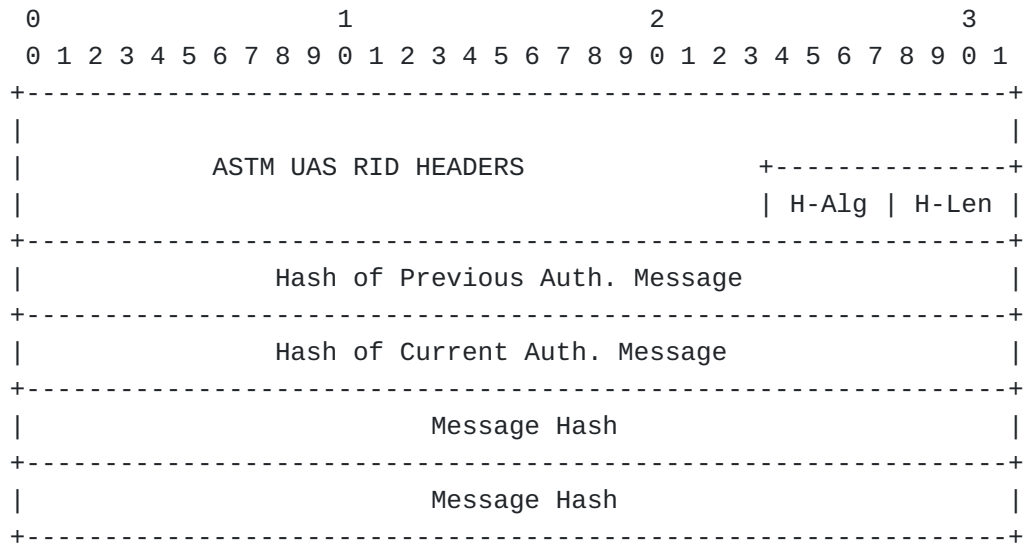 0                   1                   2                   3
 0 1 2 3 4 5 6 7 8 9 0 1 2 3 4 5 6 7 8 9 0 1 2 3 4 5 6 7 8 9 0 1
+---------------------------------------------------------------+
|                                                               |
|            ASTM UAS RID HEADERS               +---------------+
|                                               | H-Alg | H-Len |
+---------------------------------------------------------------+
|                Hash of Previous Auth. Message                 |
+---------------------------------------------------------------+
|                Hash of Current Auth. Message                  |
+---------------------------------------------------------------+
|                          Message Hash                         |
+---------------------------------------------------------------+
|                          Message Hash                         |
+---------------------------------------------------------------+